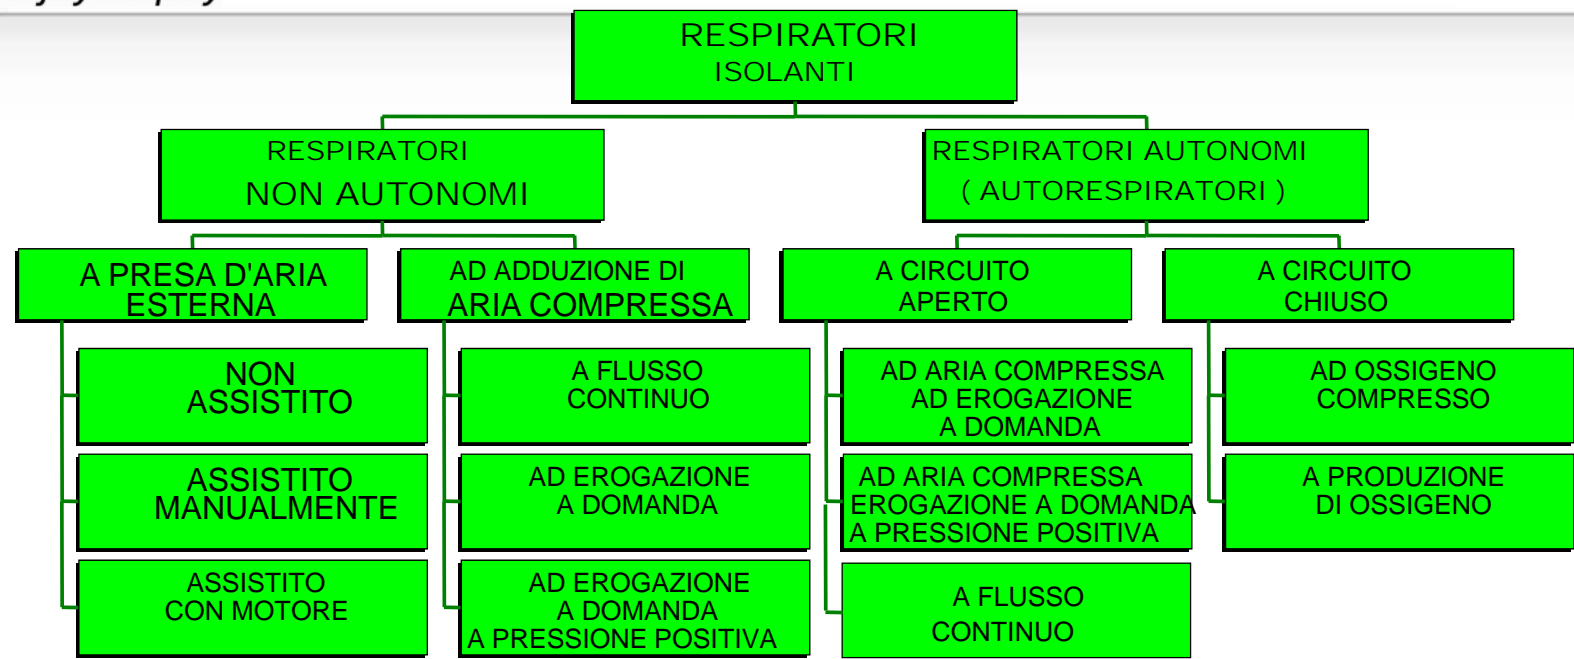 RESPIRATORI
ISOLANTI
RESPIRATORI
NON AUTONOMI
RESPIRATORI AUTONOMI
( AUTORESPIRATORI )
A PRESA D'ARIA
ESTERNA
AD ADDUZIONE DI
ARIA COMPRESSA
A CIRCUITO
APERTO
A CIRCUITO
CHIUSO
NON
ASSISTITO
ASSISTITO
MANUALMENTE
ASSISTITO
CON MOTORE
A FLUSSO
CONTINUO
AD EROGAZIONE
A DOMANDA
AD EROGAZIONE
A DOMANDA
A PRESSIONE POSITIVA
AD ARIA COMPRESSA
AD EROGAZIONE
A DOMANDA
AD ARIA COMPRESSA
EROGAZIONE A DOMANDA
A PRESSIONE POSITIVA
A FLUSSO
CONTINUO
AD OSSIGENO
COMPRESSO
A PRODUZIONE
DI OSSIGENO